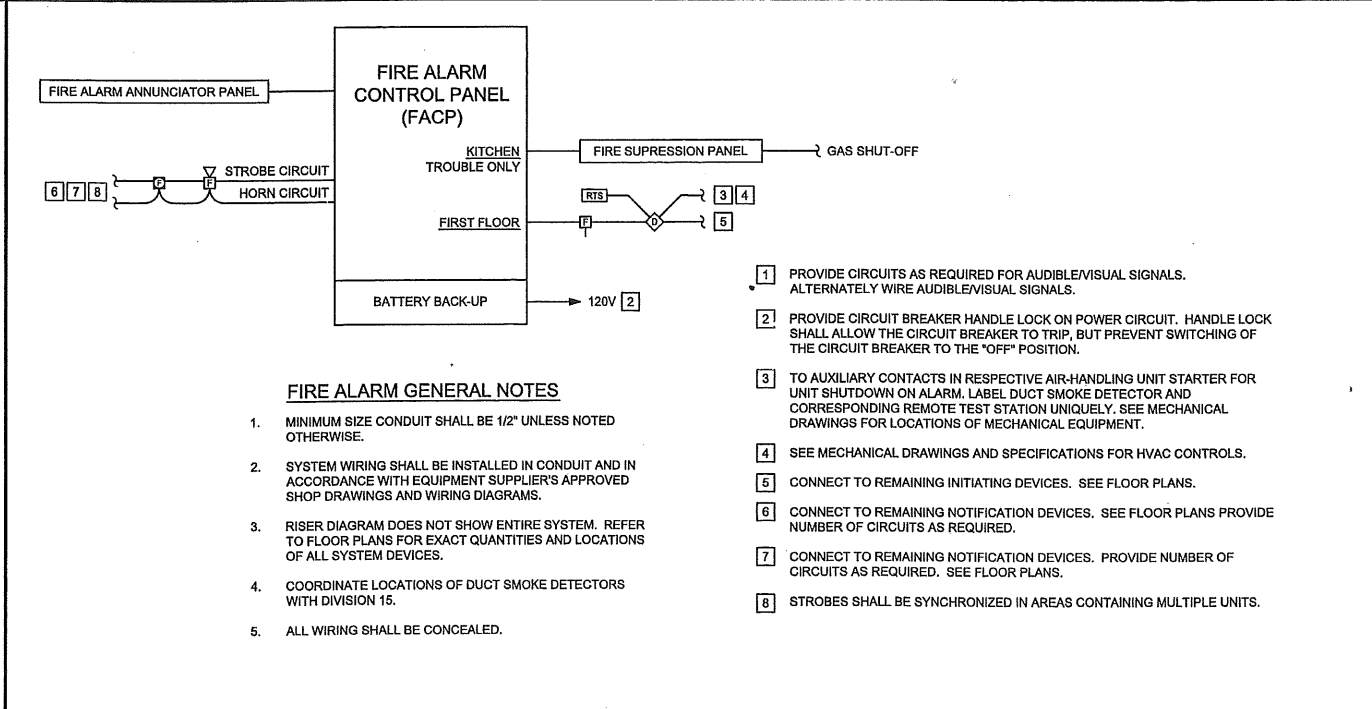 FIRE ALARM
CONTROL PANEL
(FACP)
FIRE ALARM ANNUNCIATOR PANEL
KITCHEN
TROUBLE ONLY
FIRE SUPRESSION PANEL
GAS SHUT-OFF
STROBE CIRCUIT
HORN CIRCUIT
F
F
6 7 8
FIRST FLOOR
F
RTS
D
3 4
5
BATTERY BACK-UP
120V 2
FIRE ALARM GENERAL NOTES
1. MINIMUM SIZE CONDUIT SHALL BE 1/2" UNLESS NOTED
OTHERWISE.
2. SYSTEM WIRING SHALL BE INSTALLED IN CONDUIT AND IN
ACCORDANCE WITH EQUIPMENT SUPPLIER'S APPROVED
SHOP DRAWINGS AND WIRING DIAGRAMS.
3. RISER DIAGRAM DOES NOT SHOW ENTIRE SYSTEM. REFER
TO FLOOR PLANS FOR EXACT QUANTITIES AND LOCATIONS
OF ALL SYSTEM DEVICES.
4. COORDINATE LOCATIONS OF DUCT SMOKE DETECTORS
WITH DIVISION 15.
5. ALL WIRING SHALL BE CONCEALED.
1 PROVIDE CIRCUITS AS REQUIRED FOR AUDIBLE/VISUAL SIGNALS.
ALTERNATELY WIRE AUDIBLE/VISUAL SIGNALS.
2 PROVIDE CIRCUIT BREAKER HANDLE LOCK ON POWER CIRCUIT. HANDLE LOCK
SHALL ALLOW THE CIRCUIT BREAKER TO TRIP, BUT PREVENT SWITCHING OF
THE CIRCUIT BREAKER TO THE "OFF" POSITION.
3 TO AUXILIARY CONTACTS IN RESPECTIVE AIR-HANDLING UNIT STARTER FOR
UNIT SHUTDOWN ON ALARM. LABEL DUCT SMOKE DETECTOR AND
CORRESPONDING REMOTE TEST STATION UNIQUELY. SEE MECHANICAL
DRAWINGS FOR LOCATIONS OF MECHANICAL EQUIPMENT.
4 SEE MECHANICAL DRAWINGS AND SPECIFICATIONS FOR HVAC CONTROLS.
5 CONNECT TO REMAINING INITIATING DEVICES. SEE FLOOR PLANS.
6 CONNECT TO REMAINING NOTIFICATION DEVICES. SEE FLOOR PLANS PROVIDE
NUMBER OF CIRCUITS AS REQUIRED.
7 CONNECT TO REMAINING NOTIFICATION DEVICES. PROVIDE NUMBER OF
CIRCUITS AS REQUIRED. SEE FLOOR PLANS.
8 STROBES SHALL BE SYNCHRONIZED IN AREAS CONTAINING MULTIPLE UNITS.